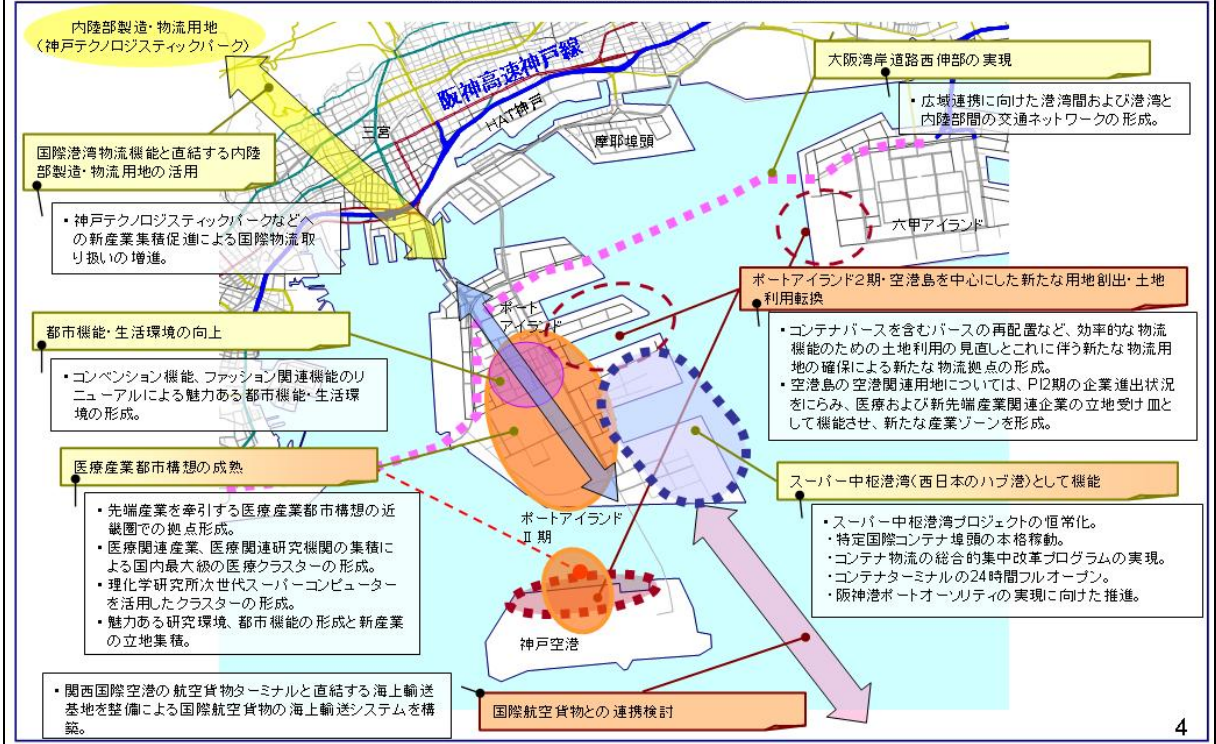 内陸部製造・物流用地
(神戸テクノロジスティックパーク)
阪神高速神戸線
HAT神戸
三宮
摩耶埠頭
大阪湾岸道路西伸部の実現
▪ 広域連携に向けた港湾間および港湾と
内陸部間の交通ネットワークの形成。
国際港湾物流機能と直結する内陸
部製造・物流用地の活用
▪ 神戸テクノロジスティックパークなどへ
の新産業集積促進による国際物流取
り扱いの増進。
六甲アイランド
ポートアイランド2期・空港島を中心にした新たな用地創出・土地
利用転換
▪ コンテナバースを含むバースの再配置など、効率的な物流
機能のための土地利用の見直しとこれに伴う新たな物流用
地の確保による新たな物流拠点の形成。
▪ 空港島の空港関連用地については、PI2期の企業進出状況
をにらみ、医療および新先端産業関連企業の立地受け皿と
して機能させ、新たな産業ゾーンを形成。
ポート
アイランド
都市機能・生活環境の向上
▪ コンベンション機能、ファッション関連機能のリ
ニューアルによる魅力ある都市機能・生活環
境の形成。
医療産業都市構想の成熟
▪ 先端産業を牽引する医療産業都市構想の近
畿圏での拠点形成。
▪ 医療関連産業、医療関連研究機関の集積に
よる国内最大級の医療クラスターの形成。
▪ 理化学研究所次世代スーパーコンピューター
を活用したクラスターの形成。
▪ 魅力ある研究環境、都市機能の形成と新産業
の立地集積。
スーパー中枢港湾(西日本のハブ港)として機能
▪ スーパー中枢港湾プロジェクトの恒常化。
・特定国際コンテナ埠頭の本格稼動。
・コンテナ物流の総合的集中改革プログラムの実現。
・コンテナターミナルの24時間フルオープン。
・阪神港ポートオーソリティの実現に向けた推進。
ポートアイランド
Ⅱ期
神戸空港
▪ 関西国際空港の航空貨物ターミナルと直結する海上輸送
基地を整備による国際航空貨物の海上輸送システムを構
築。
国際航空貨物との連携検討
4